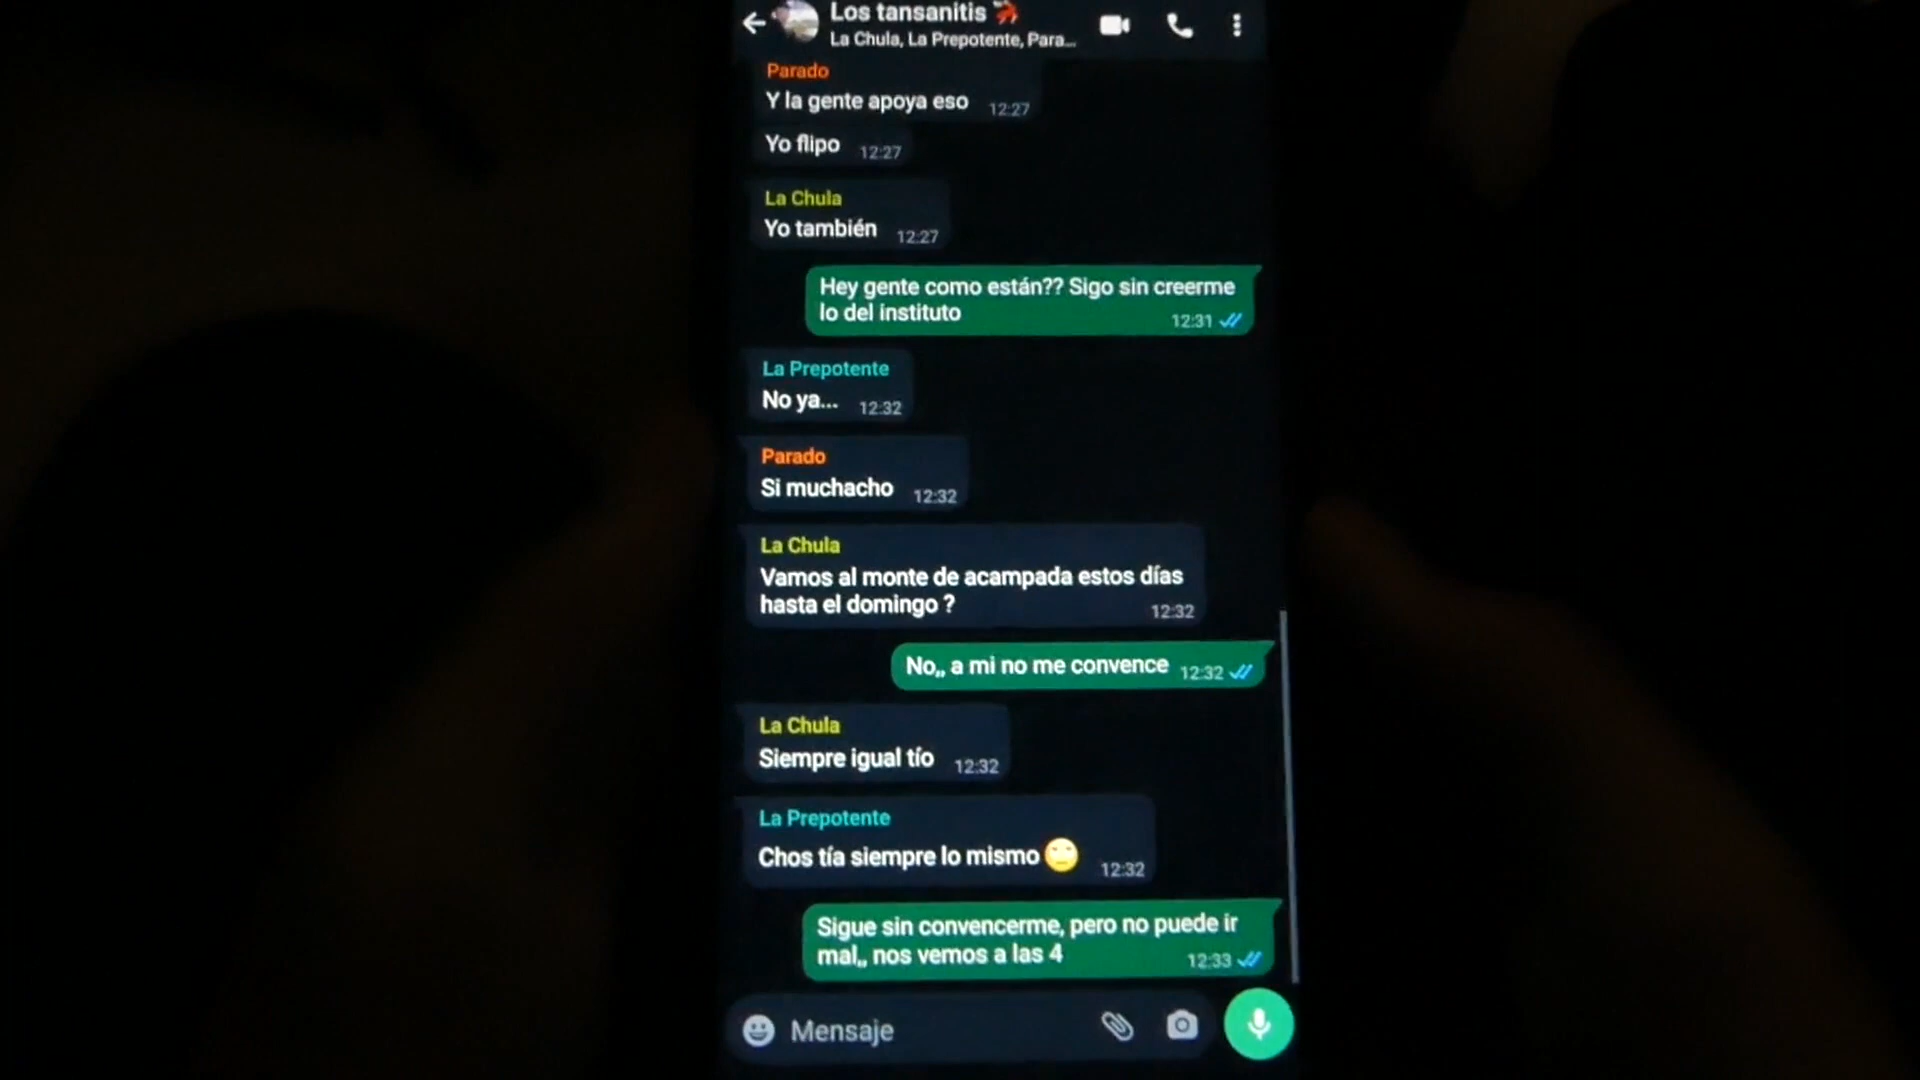 Los tansanitis
La Chula, La Prepotente, Para...
Parado
Y la gente apoya eso 12:27
Yo flipo 12:27
La Chula
Yo también 12:27
Hey gente como están?? Sigo sin creerme
lo del instituto 12:31
La Prepotente
No ya... 12:32
Parado
Si muchacho 12:32
La Chula
Vamos al monte de acampada estos días
hasta el domingo ? 12:32
No,, a mi no me convence 12:32
La Chula
Siempre igual tío 12:32
La Prepotente
Chos tía siempre lo mismo 🙄 12:32
Sigue sin convencerme, pero no puede ir
mal,, nos vemos a las 4 12:33
Mensaje